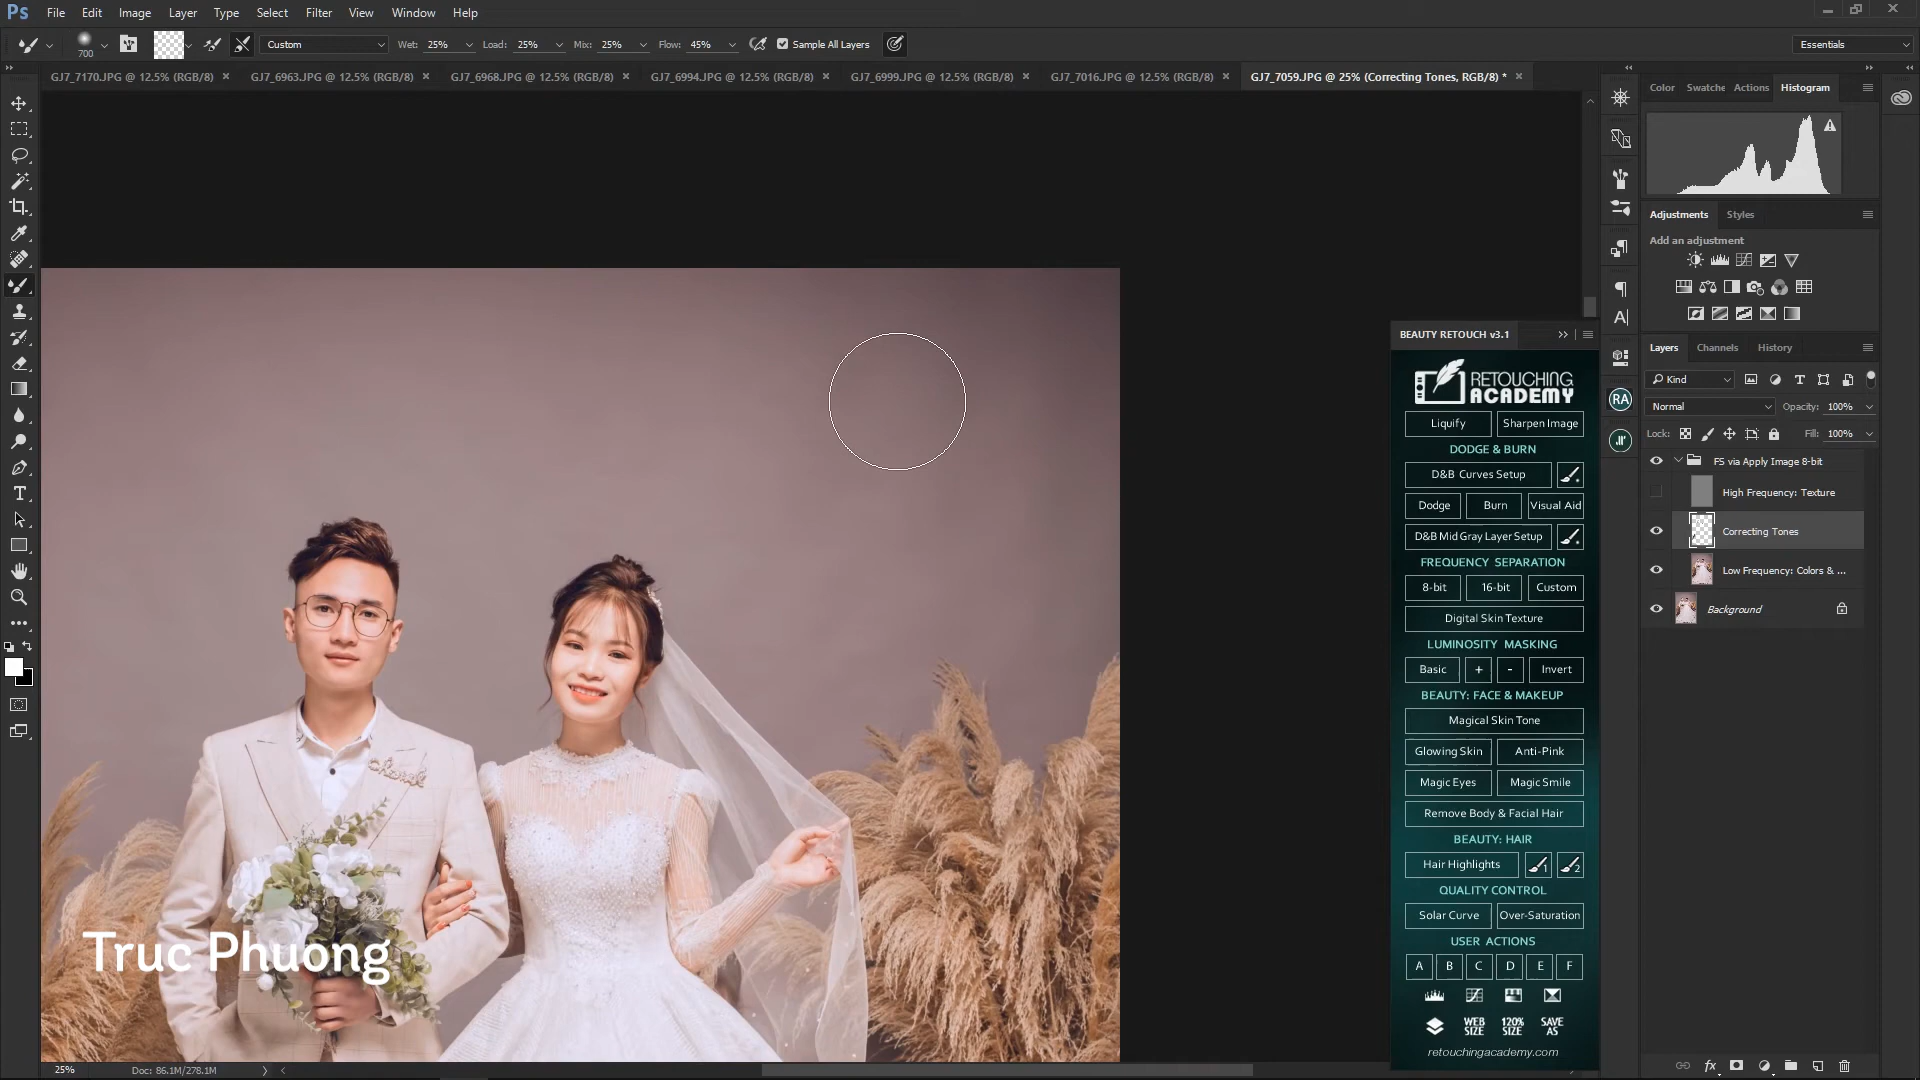 Ps File Edit Image Layer Type Select Filter View Window Help
700 Custom Wet: 25% Load: 25% Mix: 25% Flow: 45% Sample All Layers Essentials
GJ7_7170.JPG @ 12.5% (RGB/8) × GJ7_6963.JPG @ 12.5% (RGB/8) × GJ7_6968.JPG @ 12.5% (RGB/8) × GJ7_6994.JPG @ 12.5% (RGB/8) × GJ7_6999.JPG @ 12.5% (RGB/8) × GJ7_7016.JPG @ 12.5% (RGB/8) × GJ7_7059.JPG @ 25% (Correcting Tones, RGB/8) * ×
Color Swatche Actions Histogram
Adjustments Styles
Add an adjustment
Layers Channels History
Kind
Normal Opacity: 100%
Lock: Fill: 100%
FS via Apply Image 8-bit
High Frequency: Texture
Correcting Tones
Low Frequency: Colors & ...
Background
BEAUTY RETOUCH v3.1
RETOUCHING
ACADEMY
Liquify Sharpen Image
DODGE & BURN
D&B Curves Setup
Dodge Burn Visual Aid
D&B Mid Gray Layer Setup
FREQUENCY SEPARATION
8-bit 16-bit Custom
Digital Skin Texture
LUMINOSITY MASKING
Basic + - Invert
BEAUTY: FACE & MAKEUP
Magical Skin Tone
Glowing Skin Anti-Pink
Magic Eyes Magic Smile
Remove Body & Facial Hair
BEAUTY: HAIR
Hair Highlights 1 2
QUALITY CONTROL
Solar Curve Over-Saturation
USER ACTIONS
A B C D E F
WEB SIZE 120% SIZE SAVE AS
retouchingacademy.com
RA
Truc Phuong
25% Doc: 86.1M/278.1M
fx